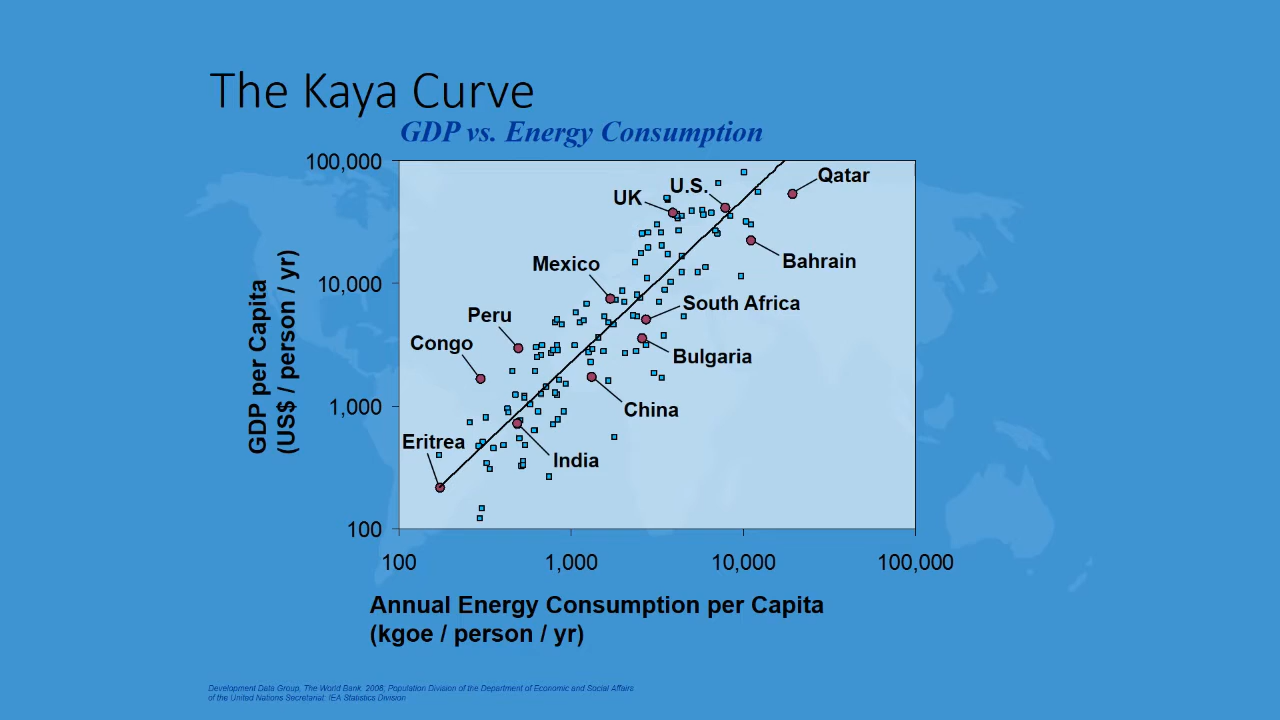 The Kaya Curve
GDP vs. Energy Consumption
100,000
10,000
1,000
100
GDP per Capita
(US$ / person / yr)
Qatar
U.S.
UK
Bahrain
Mexico
South Africa
Peru
Congo
Bulgaria
China
Eritrea
India
100
1,000
10,000
100,000
Annual Energy Consumption per Capita
(kgoe / person / yr)
Development Data Group, The World Bank. 2008; Population Division of the Department of Economic and Social Affairs
of the United Nations Secretariat; IEA Statistics Division